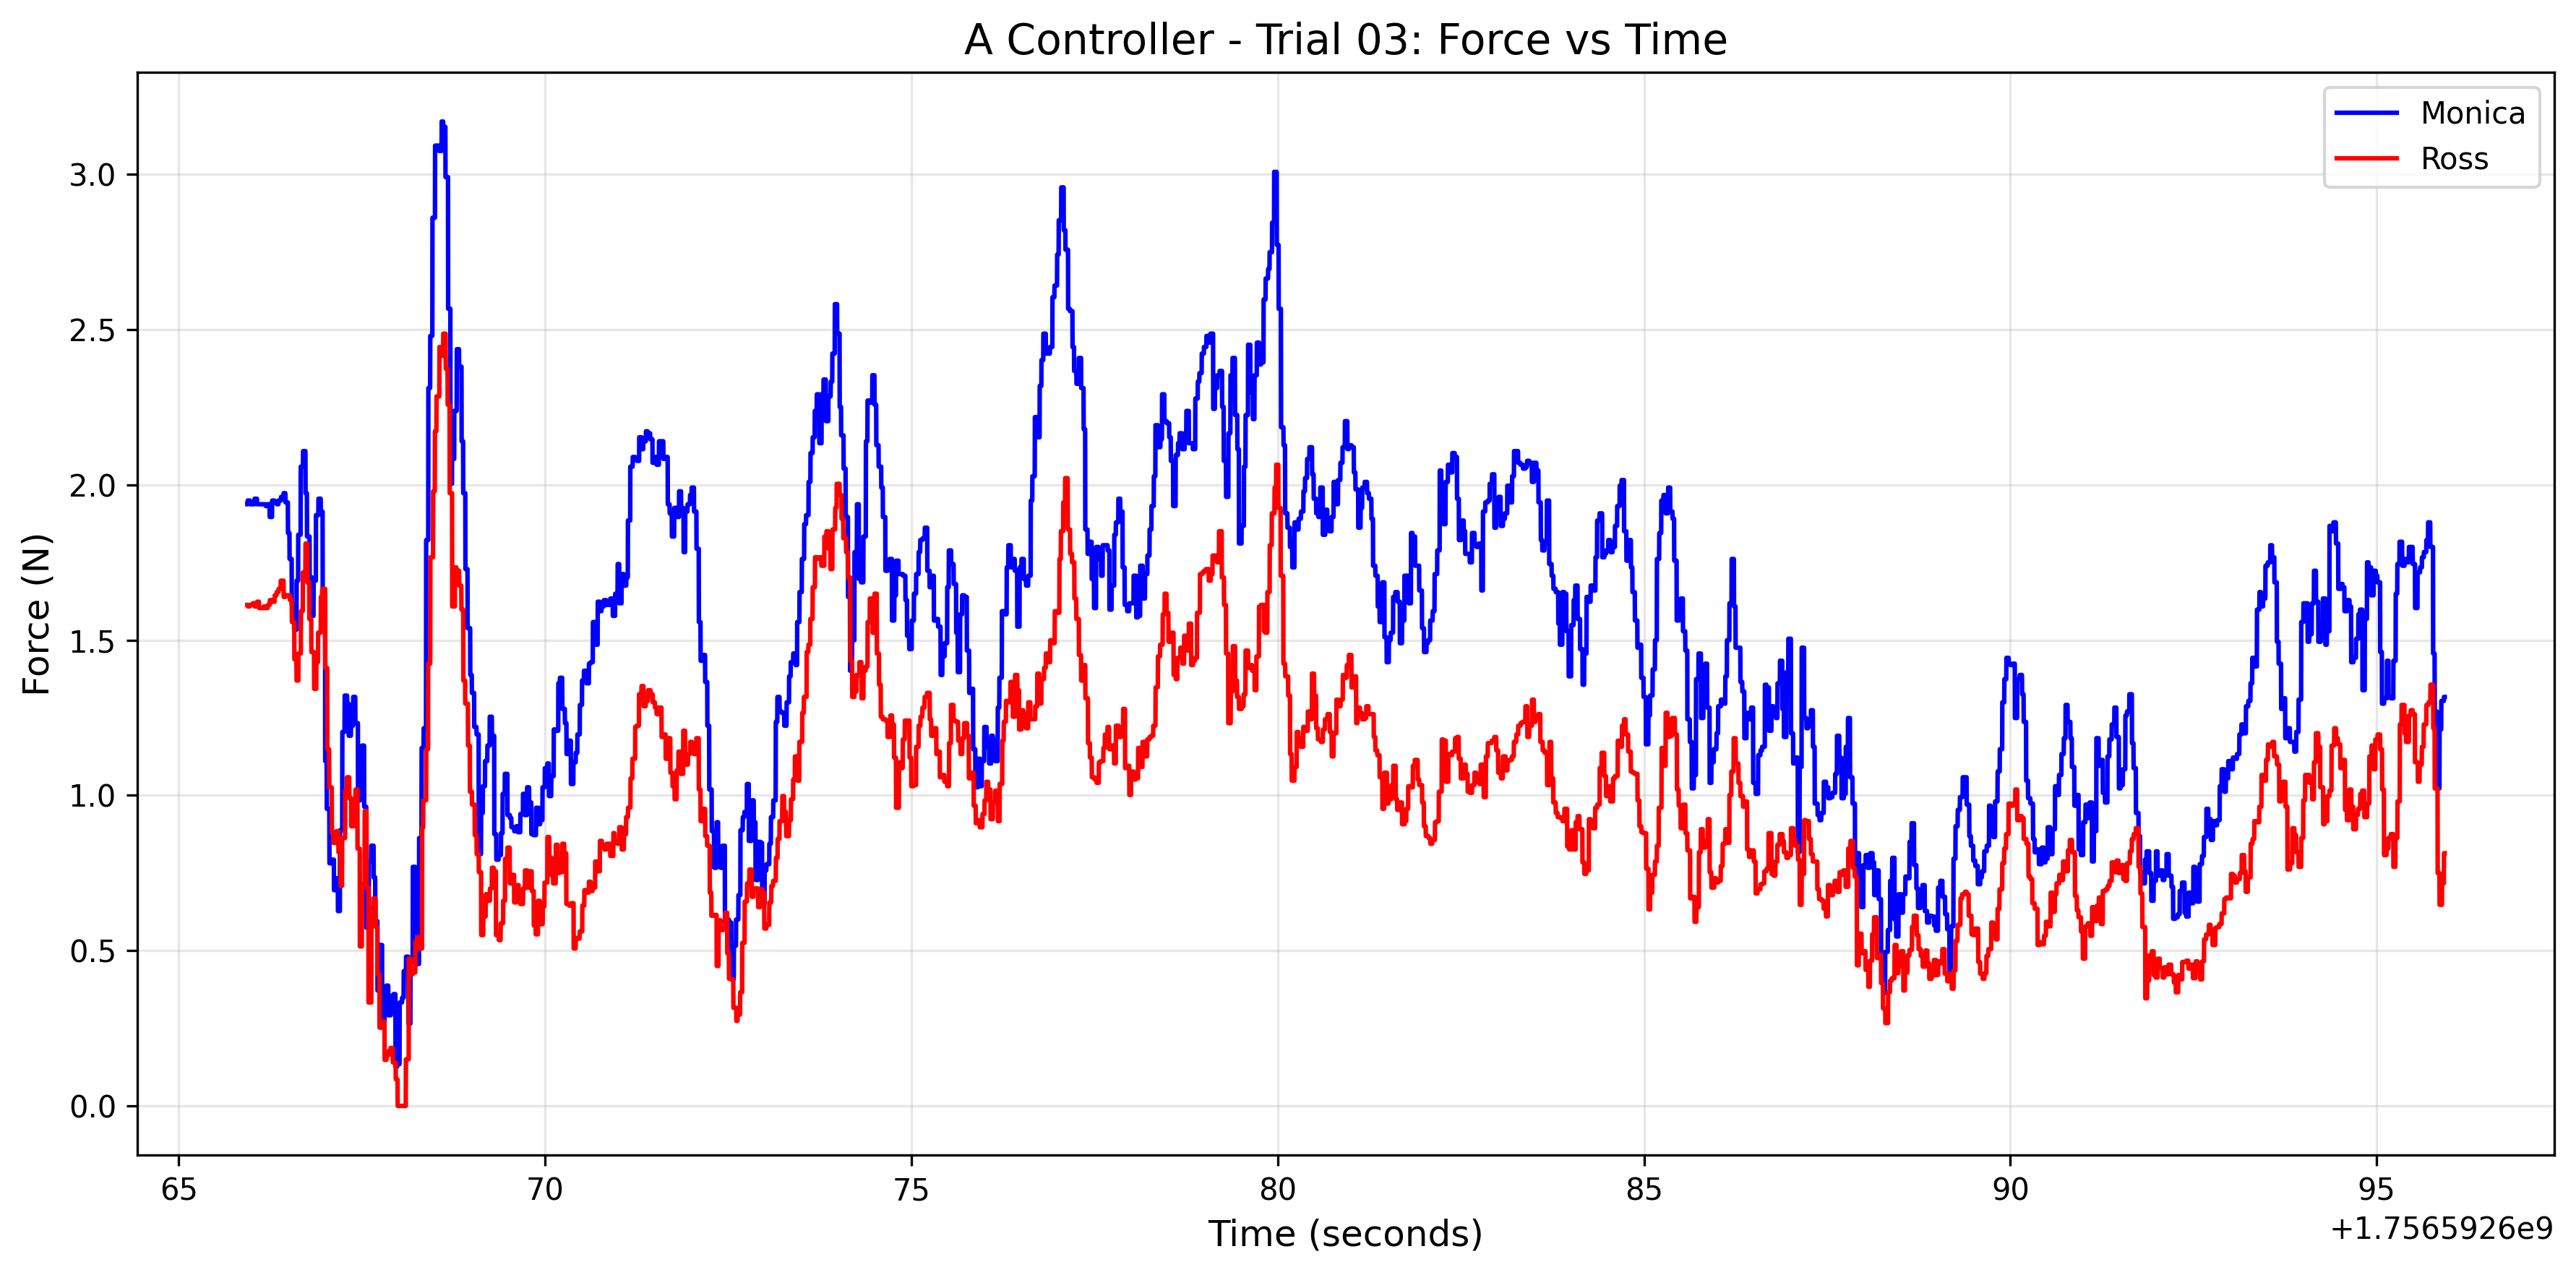 A Controller - Trial 03: Force vs Time
Monica
Ross
Force (N)
3.0
2.5
2.0
1.5
1.0
0.5
0.0
65 70 75 80 85 90 95
Time (seconds)
+1.7565926e9